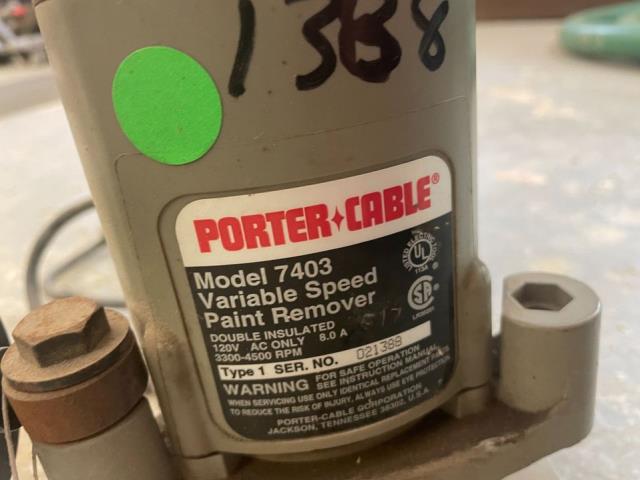 1388
PORTER+CABLE®
Model 7403
Variable Speed
Paint Remover
DOUBLE INSULATED
120V AC ONLY 8.0 A
3300-4500 RPM
Type 1 SER. NO. 021388
WARNING FOR SAFE OPERATION
SEE INSTRUCTION MANUAL
WHEN SERVICING USE ONLY IDENTICAL REPLACEMENT PARTS
TO REDUCE THE RISK OF INJURY, ALWAYS USE EYE PROTECTION
PORTER-CABLE CORPORATION
JACKSON, TENNESSEE 38302, U.S.A
UL